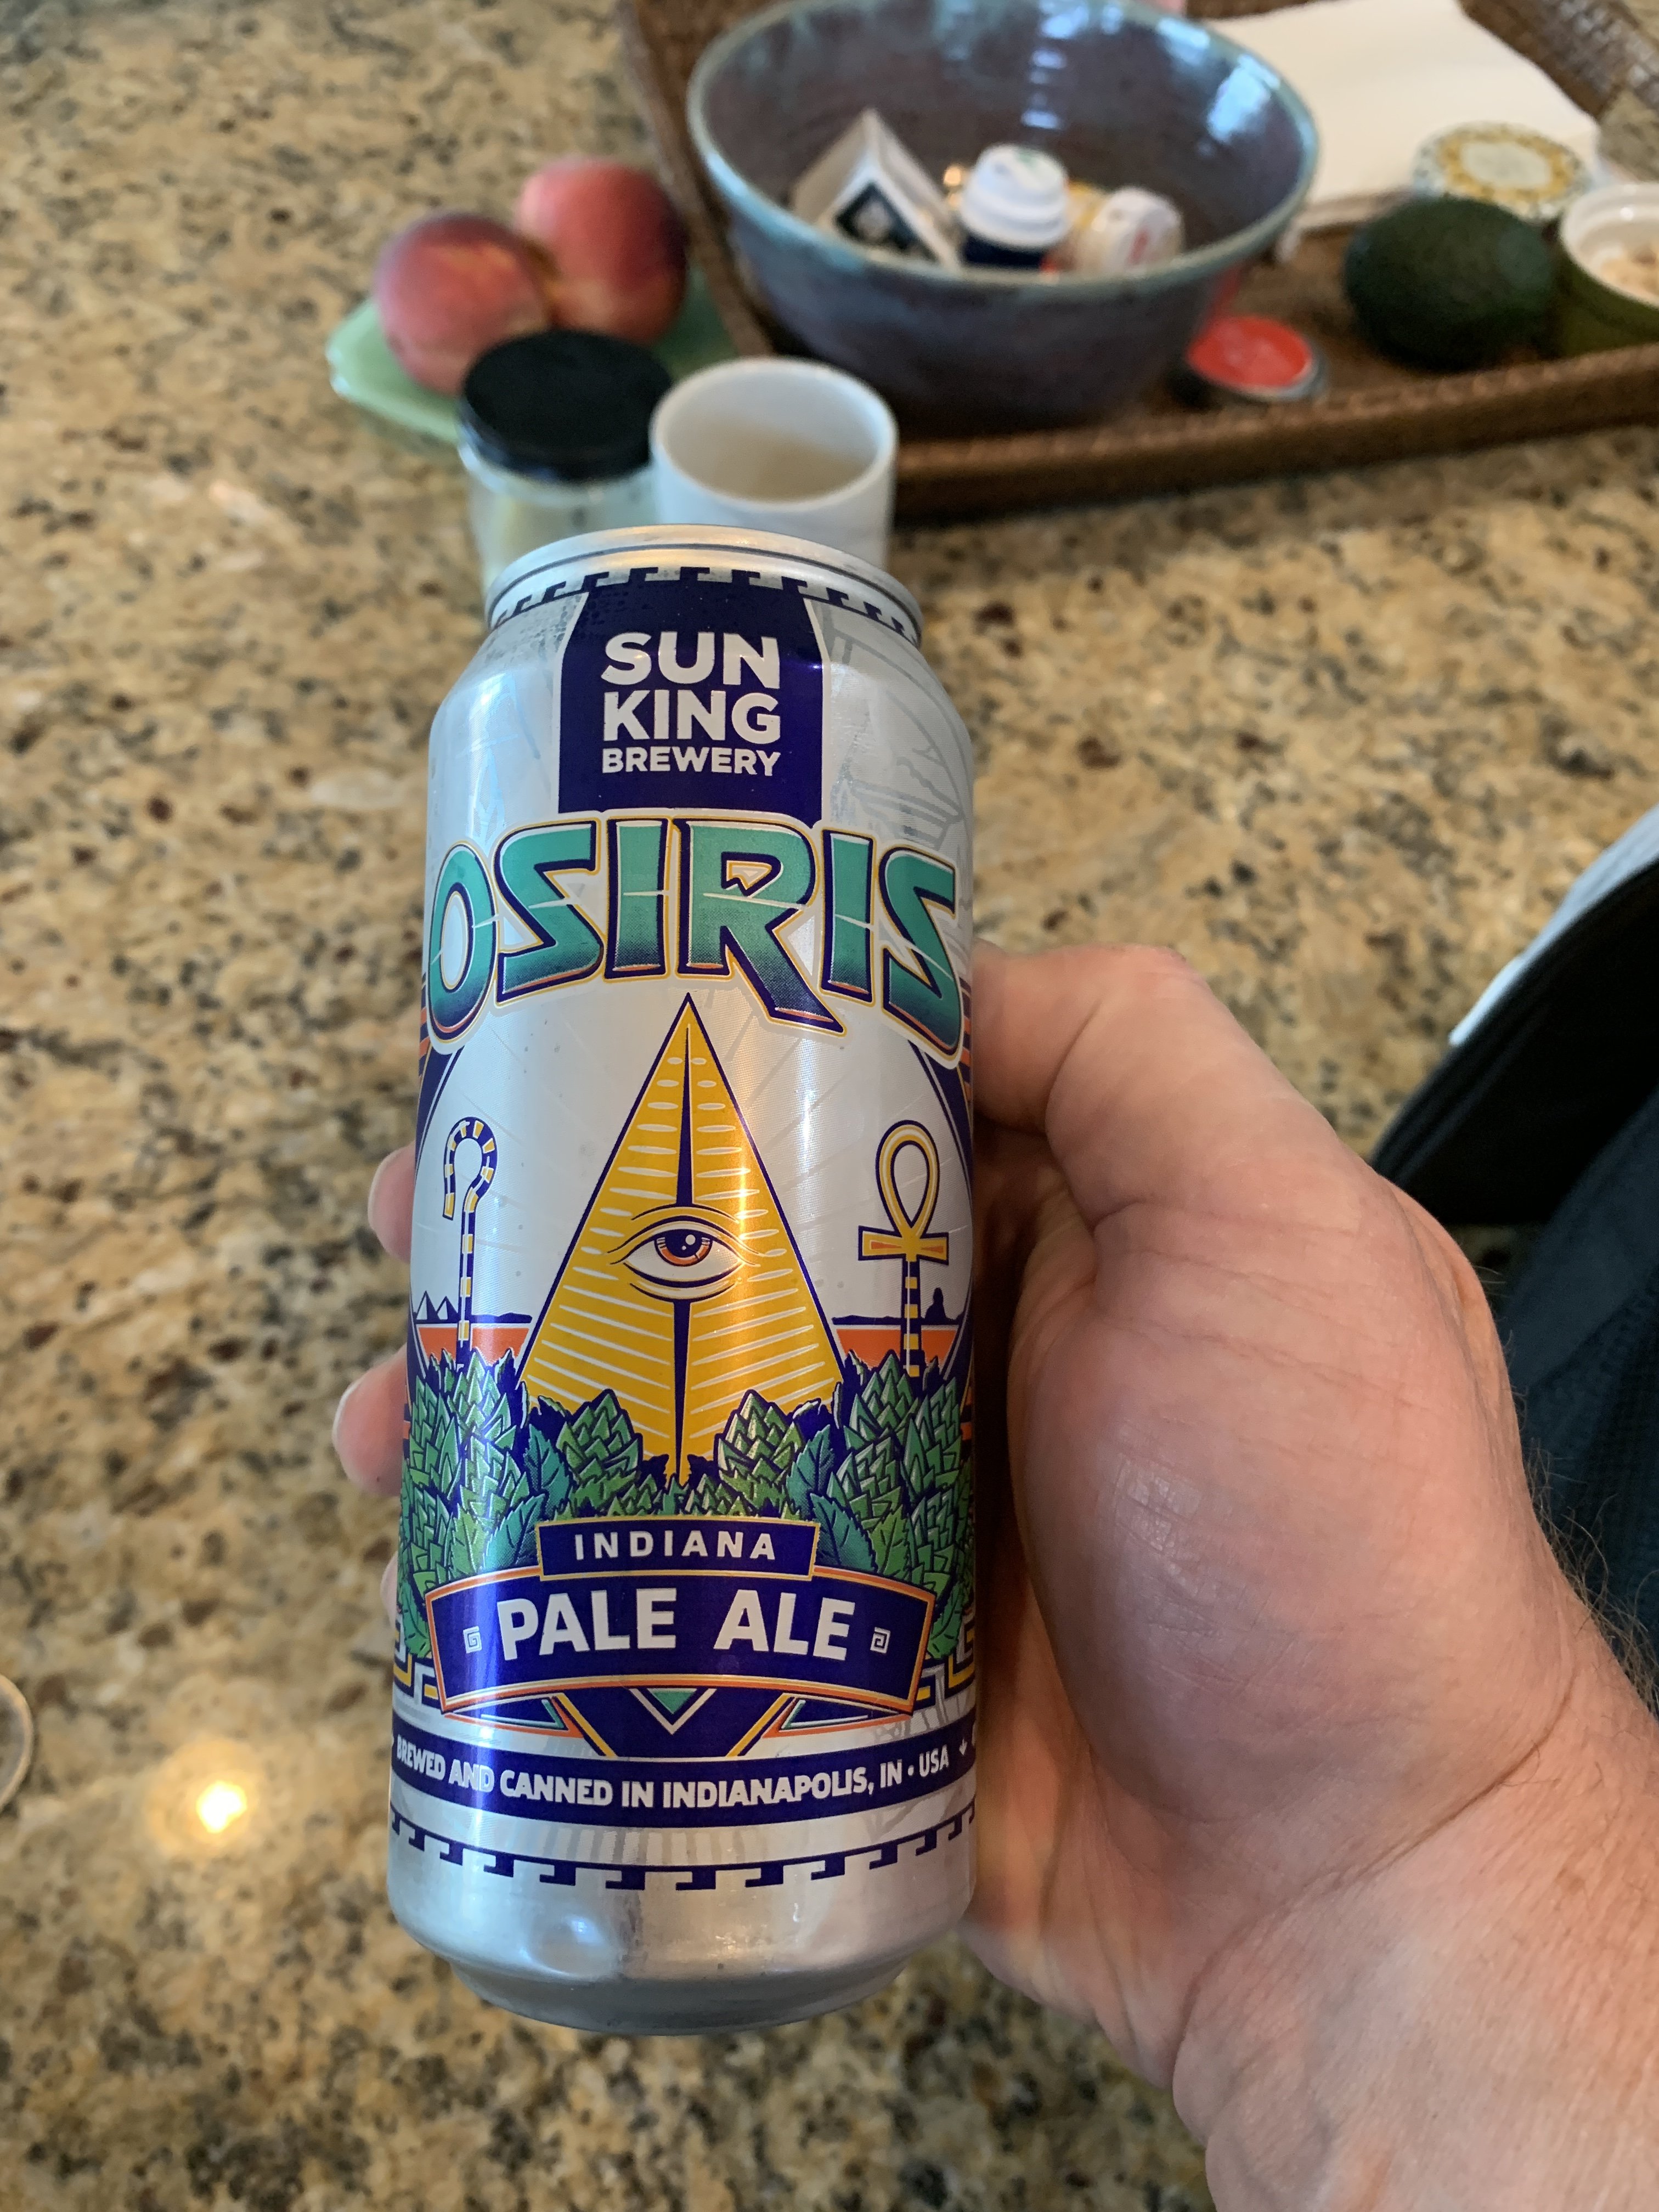 SUN
KING
BREWERY
OSIRIS
INDIANA
PALE ALE
BREWED AND CANNED IN INDIANAPOLIS, IN • USA